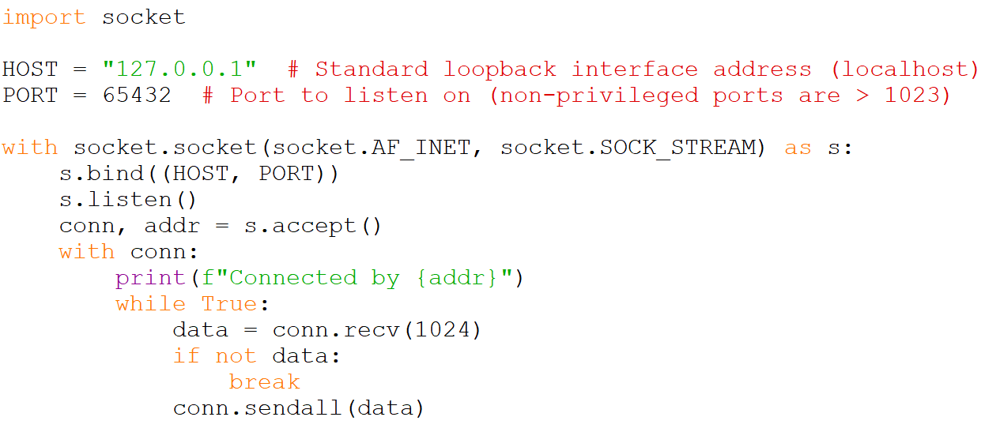 import socket

HOST = "127.0.0.1"  # Standard loopback interface address (localhost)
PORT = 65432  # Port to listen on (non-privileged ports are > 1023)

with socket.socket(socket.AF_INET, socket.SOCK_STREAM) as s:
    s.bind((HOST, PORT))
    s.listen()
    conn, addr = s.accept()
    with conn:
        print(f"Connected by {addr}")
        while True:
            data = conn.recv(1024)
            if not data:
                break
            conn.sendall(data)